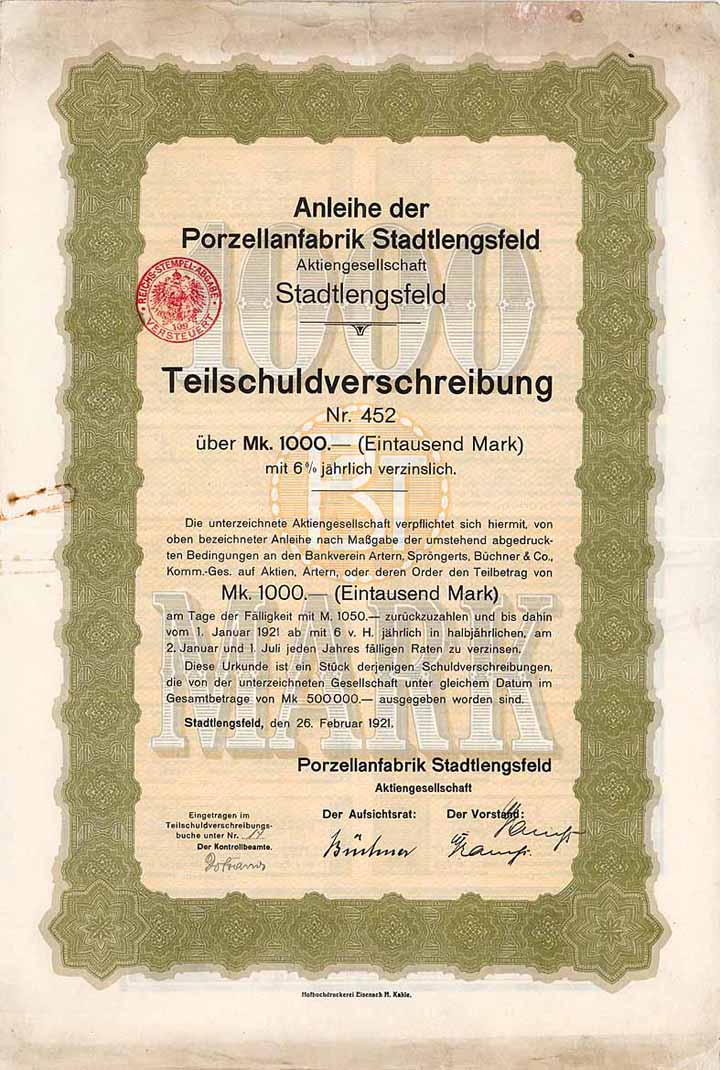 Anleihe der
Porzellanfabrik Stadtlengsfeld
Aktiengesellschaft
Stadtlengsfeld
REICHS-STEMPEL-ABGABE
109
VERSTEUERT
1000
Teilschuldverschreibung
Nr. 452
über Mk. 1000.— (Eintausend Mark)
mit 6% jährlich verzinslich.
Die unterzeichnete Aktiengesellschaft verpflichtet sich hiermit, von
oben bezeichneter Anleihe nach Maßgabe der umstehend abgedruck-
ten Bedingungen an den Bankverein Artern, Spröngerts, Büchner & Co.,
Komm.-Ges. auf Aktien, Artern, oder deren Order den Teilbetrag von
Mk. 1000.— (Eintausend Mark)
am Tage der Fälligkeit mit M. 1050.— zurückzuzahlen und bis dahin
vom 1. Januar 1921 ab mit 6 v. H. jährlich in halbjährlichen, am
2. Januar und 1. Juli jeden Jahres fälligen Raten zu verzinsen.
Diese Urkunde ist ein Stück derjenigen Schuldverschreibungen,
die von der unterzeichneten Gesellschaft unter gleichem Datum im
Gesamtbetrage von Mk 500000.— ausgegeben worden sind.
MARK
Stadtlengsfeld, den 26. Februar 1921.
Porzellanfabrik Stadtlengsfeld
Aktiengesellschaft
Eingetragen im
Teilschuldverschreibungs-
buche unter Nr. 14
Der Kontrollbeamte.
Der Aufsichtsrat:
Büchner
Der Vorstand:
Hofbuchdruckerei Eisenach H. Kahle.